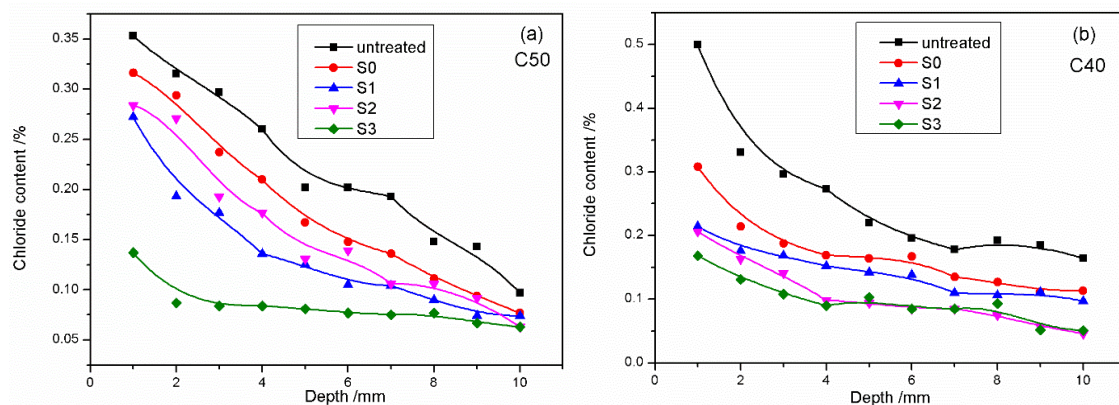 (a)
C50
untreated
S0
S1
S2
S3
Chloride content /%
0.35
0.30
0.25
0.20
0.15
0.10
0.05
0 2 4 6 8 10
Depth /mm
(b)
C40
untreated
S0
S1
S2
S3
Chloride content /%
0.5
0.4
0.3
0.2
0.1
0.0
0 2 4 6 8 10
Depth /mm